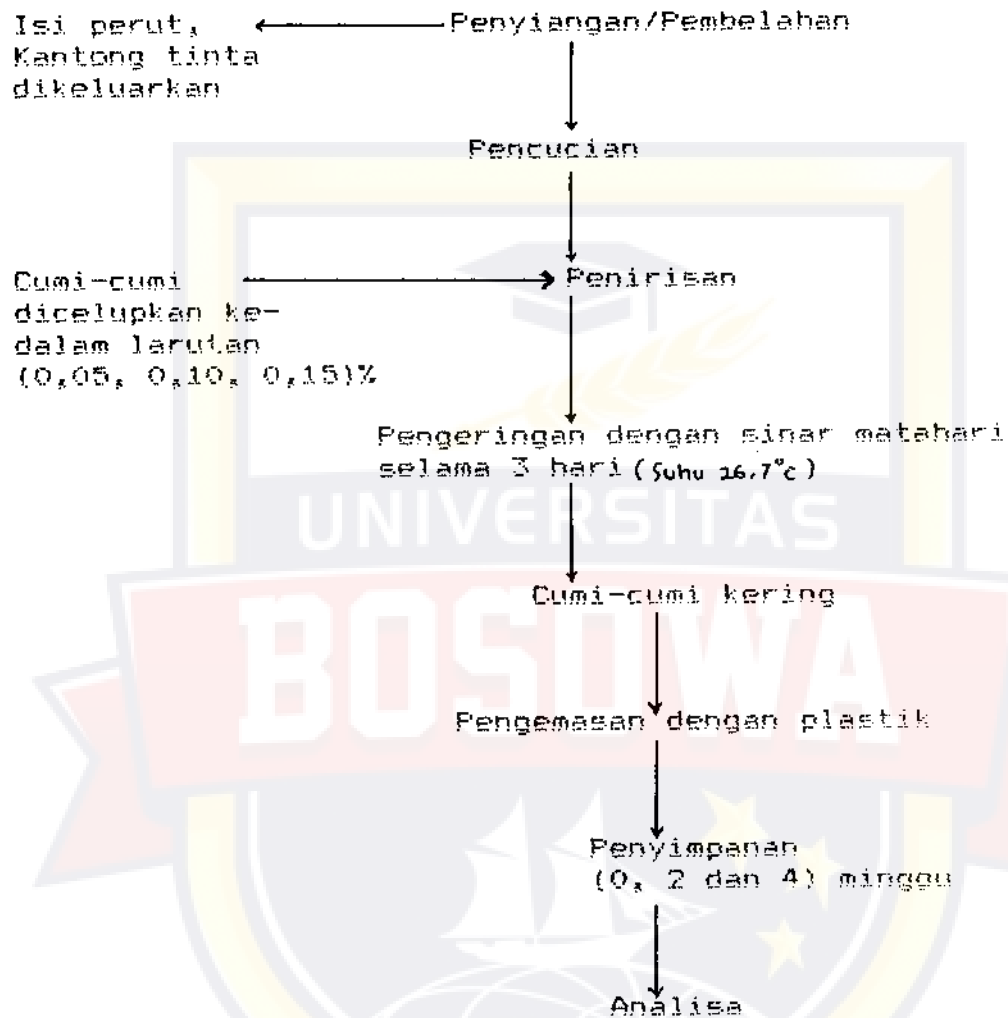 Isi perut,
Kantong tinta
dikeluarkan
Penyiangan/Pembelahan
Pencucian
Cumi-cumi
dicelupkan ke-
dalam larutan
(0,05, 0,10, 0,15)%
Penirisan
Pengeringan dengan sinar matahari
selama 3 hari (Suhu 26,7°c)
UNIVERSITAS
Cumi-cumi kering
BOSOWA
Pengemasan dengan plastik
Penyimpanan
(0, 2 dan 4) minggu
Analisa